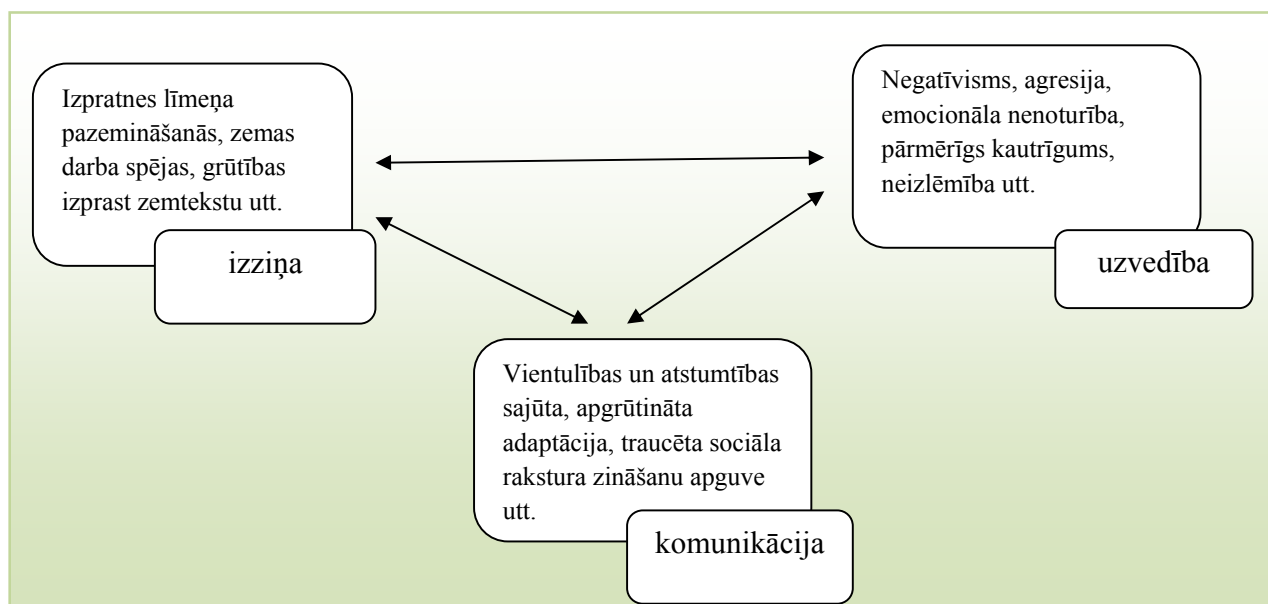 Izpratnes līmeņa
pazemināšanās, zemas
darba spējas, grūtības
izprast zemtekstu utt.
izziņa
Negatīvisms, agresija,
emocionāla nenoturība,
pārmērīgs kautrīgums,
neizlēmība utt.
uzvedība
Vientulības un atstumtības
sajūta, apgrūtināta
adaptācija, traucēta sociāla
rakstura zināšanu apguve
utt.
komunikācija